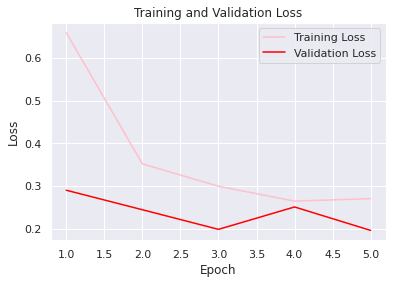 Training and Validation Loss
Training Loss
Validation Loss
Loss
0.6
0.5
0.4
0.3
0.2
1.0 1.5 2.0 2.5 3.0 3.5 4.0 4.5 5.0
Epoch